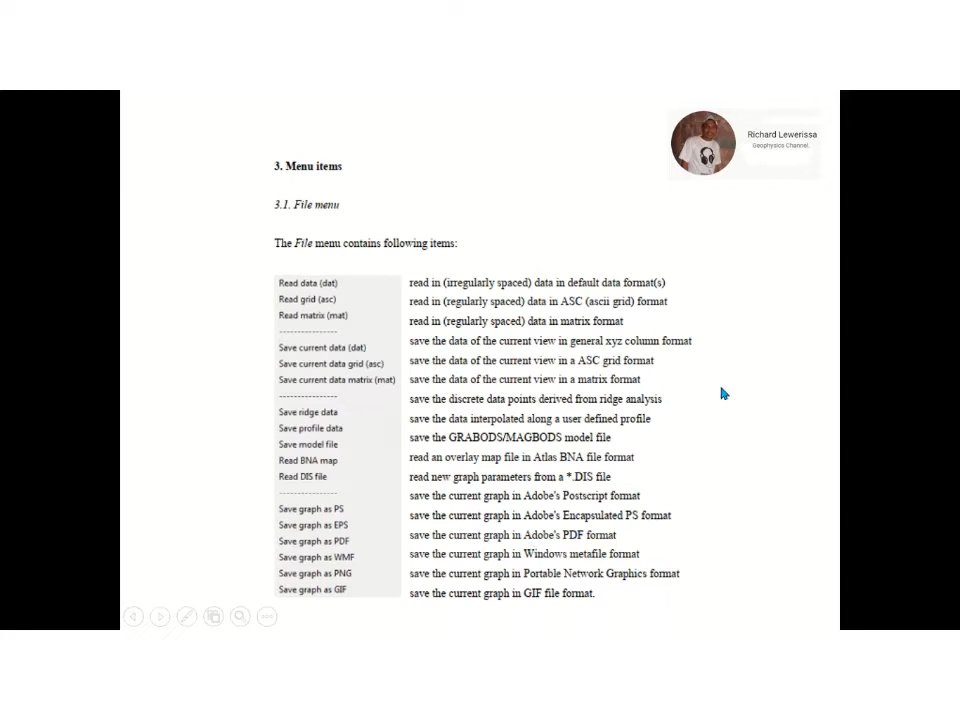 Richard Lewerissa
Geophysics Channel.
3. Menu items
3.1. File menu
The File menu contains following items:
Read data (dat) read in (irregularly spaced) data in default data format(s)
Read grid (asc) read in (regularly spaced) data in ASC (ascii grid) format
Read matrix (mat) read in (regularly spaced) data in matrix format
----------------
save the data of the current view in general xyz column format
Save current data (dat)
Save current data grid (asc) save the data of the current view in a ASC grid format
Save current data matrix (mat) save the data of the current view in a matrix format
----------------
save the discrete data points derived from ridge analysis
Save ridge data save the data interpolated along a user defined profile
Save profile data save the GRABODS/MAGBODS model file
Save model file read an overlay map file in Atlas BNA file format
Read BNA map read new graph parameters from a *.DIS file
Read DIS file
----------------
save the current graph in Adobe's Postscript format
Save graph as PS save the current graph in Adobe's Encapsulated PS format
Save graph as EPS save the current graph in Adobe's PDF format
Save graph as PDF
Save graph as WMF save the current graph in Windows metafile format
Save graph as PNG save the current graph in Portable Network Graphics format
Save graph as GIF save the current graph in GIF file format.